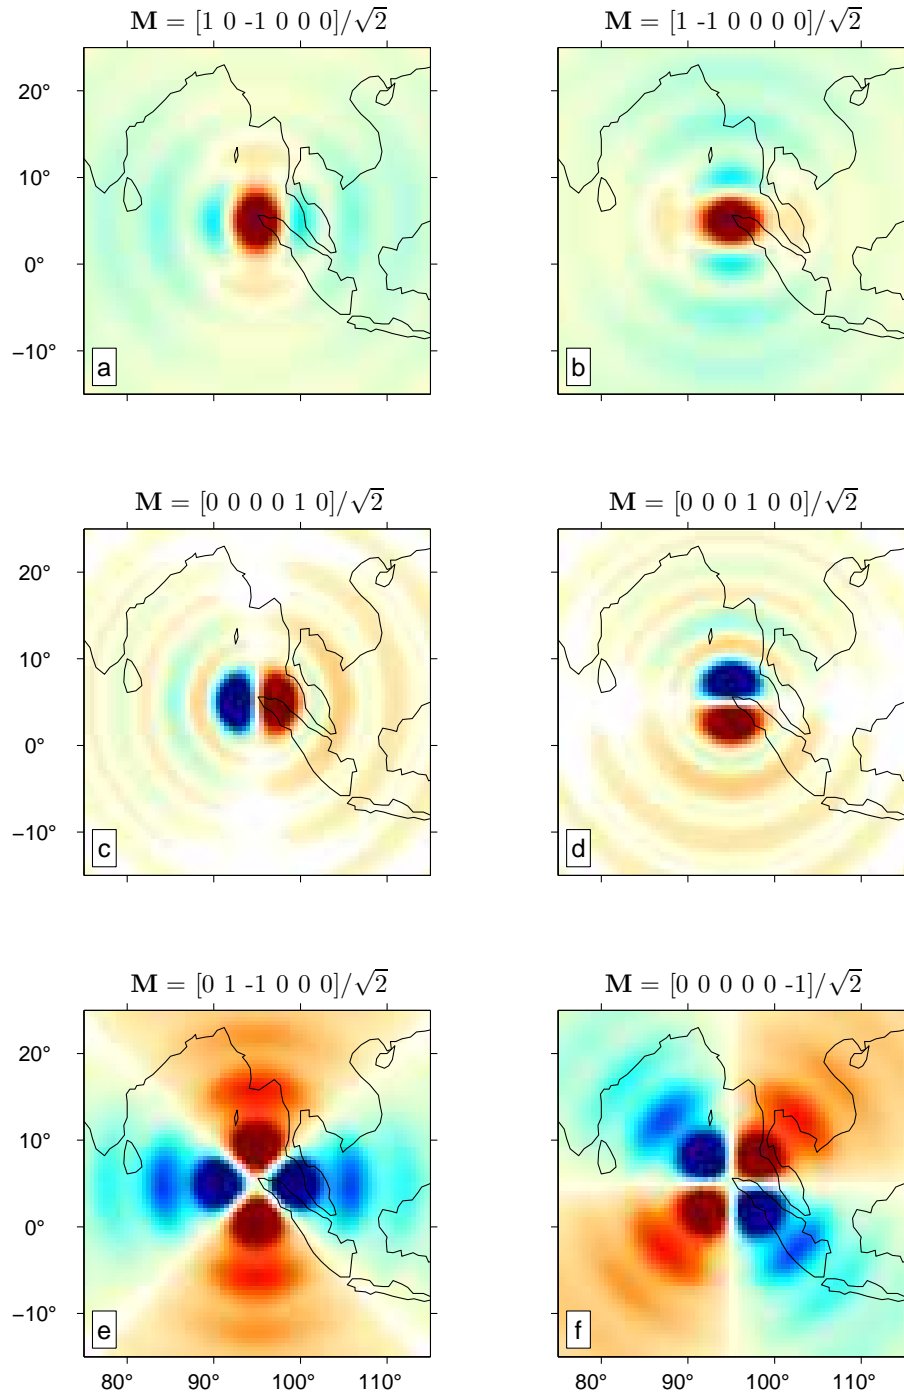 M = [1 0 -1 0 0 0]/√2
M = [1 -1 0 0 0 0]/√2
20°
10°
0°
−10°
a
b
M = [0 0 0 0 1 0]/√2
M = [0 0 0 1 0 0]/√2
20°
10°
0°
−10°
c
d
M = [0 1 -1 0 0 0]/√2
M = [0 0 0 0 0 -1]/√2
20°
10°
0°
−10°
e
f
80° 90° 100° 110°
80° 90° 100° 110°